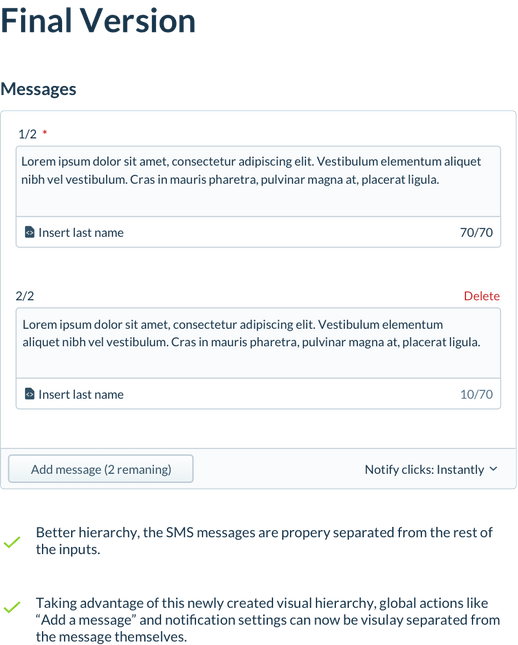 Final Version
Messages
1/2 *
Lorem ipsum dolor sit amet, consectetur adipiscing elit. Vestibulum elementum aliquet
nibh vel vestibulum. Cras in mauris pharetra, pulvinar magna at, placerat ligula.
Insert last name 70/70
2/2 Delete
Lorem ipsum dolor sit amet, consectetur adipiscing elit. Vestibulum elementum
aliquet nibh vel vestibulum. Cras in mauris pharetra, pulvinar magna at, placerat ligula.
Insert last name 10/70
Add message (2 remaning) Notify clicks: Instantly
Better hierarchy, the SMS messages are propery separated from the rest of
the inputs.
Taking advantage of this newly created visual hierarchy, global actions like
“Add a message” and notification settings can now be visulay separated from
the message themselves.